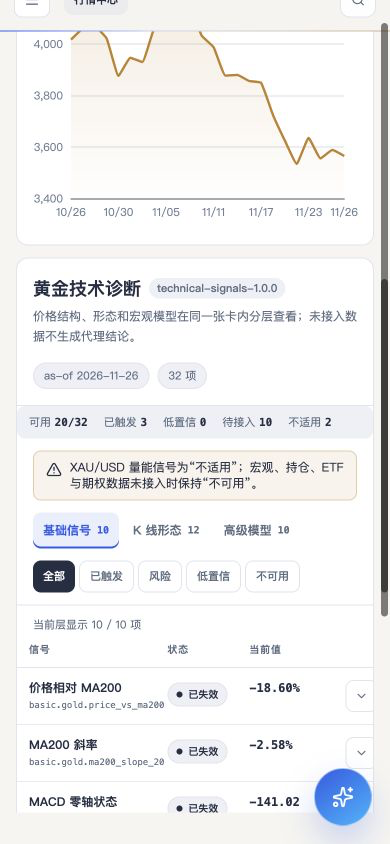 行情中心
4,000
3,800
3,600
3,400
10/26 10/30 11/05 11/11 11/17 11/23 11/26
黄金技术诊断 technical-signals-1.0.0
价格结构、形态和宏观模型在同一张卡内分层查看；未接入数
据不生成代理结论。
as-of 2026-11-26 32 项
可用 20/32 已触发 3 低置信 0 待接入 10 不适用 2
XAU/USD 量能信号为“不适用”；宏观、持仓、ETF
与期权数据未接入时保持“不可用”。
基础信号 10 K 线形态 12 高级模型 10
全部 已触发 风险 低置信 不可用
当前层显示 10 / 10 项
信号 状态 当前值
价格相对 MA200 已失效 -18.60%
basic.gold.price_vs_ma200
MA200 斜率 已失效 -2.58%
basic.gold.ma200_slope_20
MACD 零轴状态 已失效 -141.02